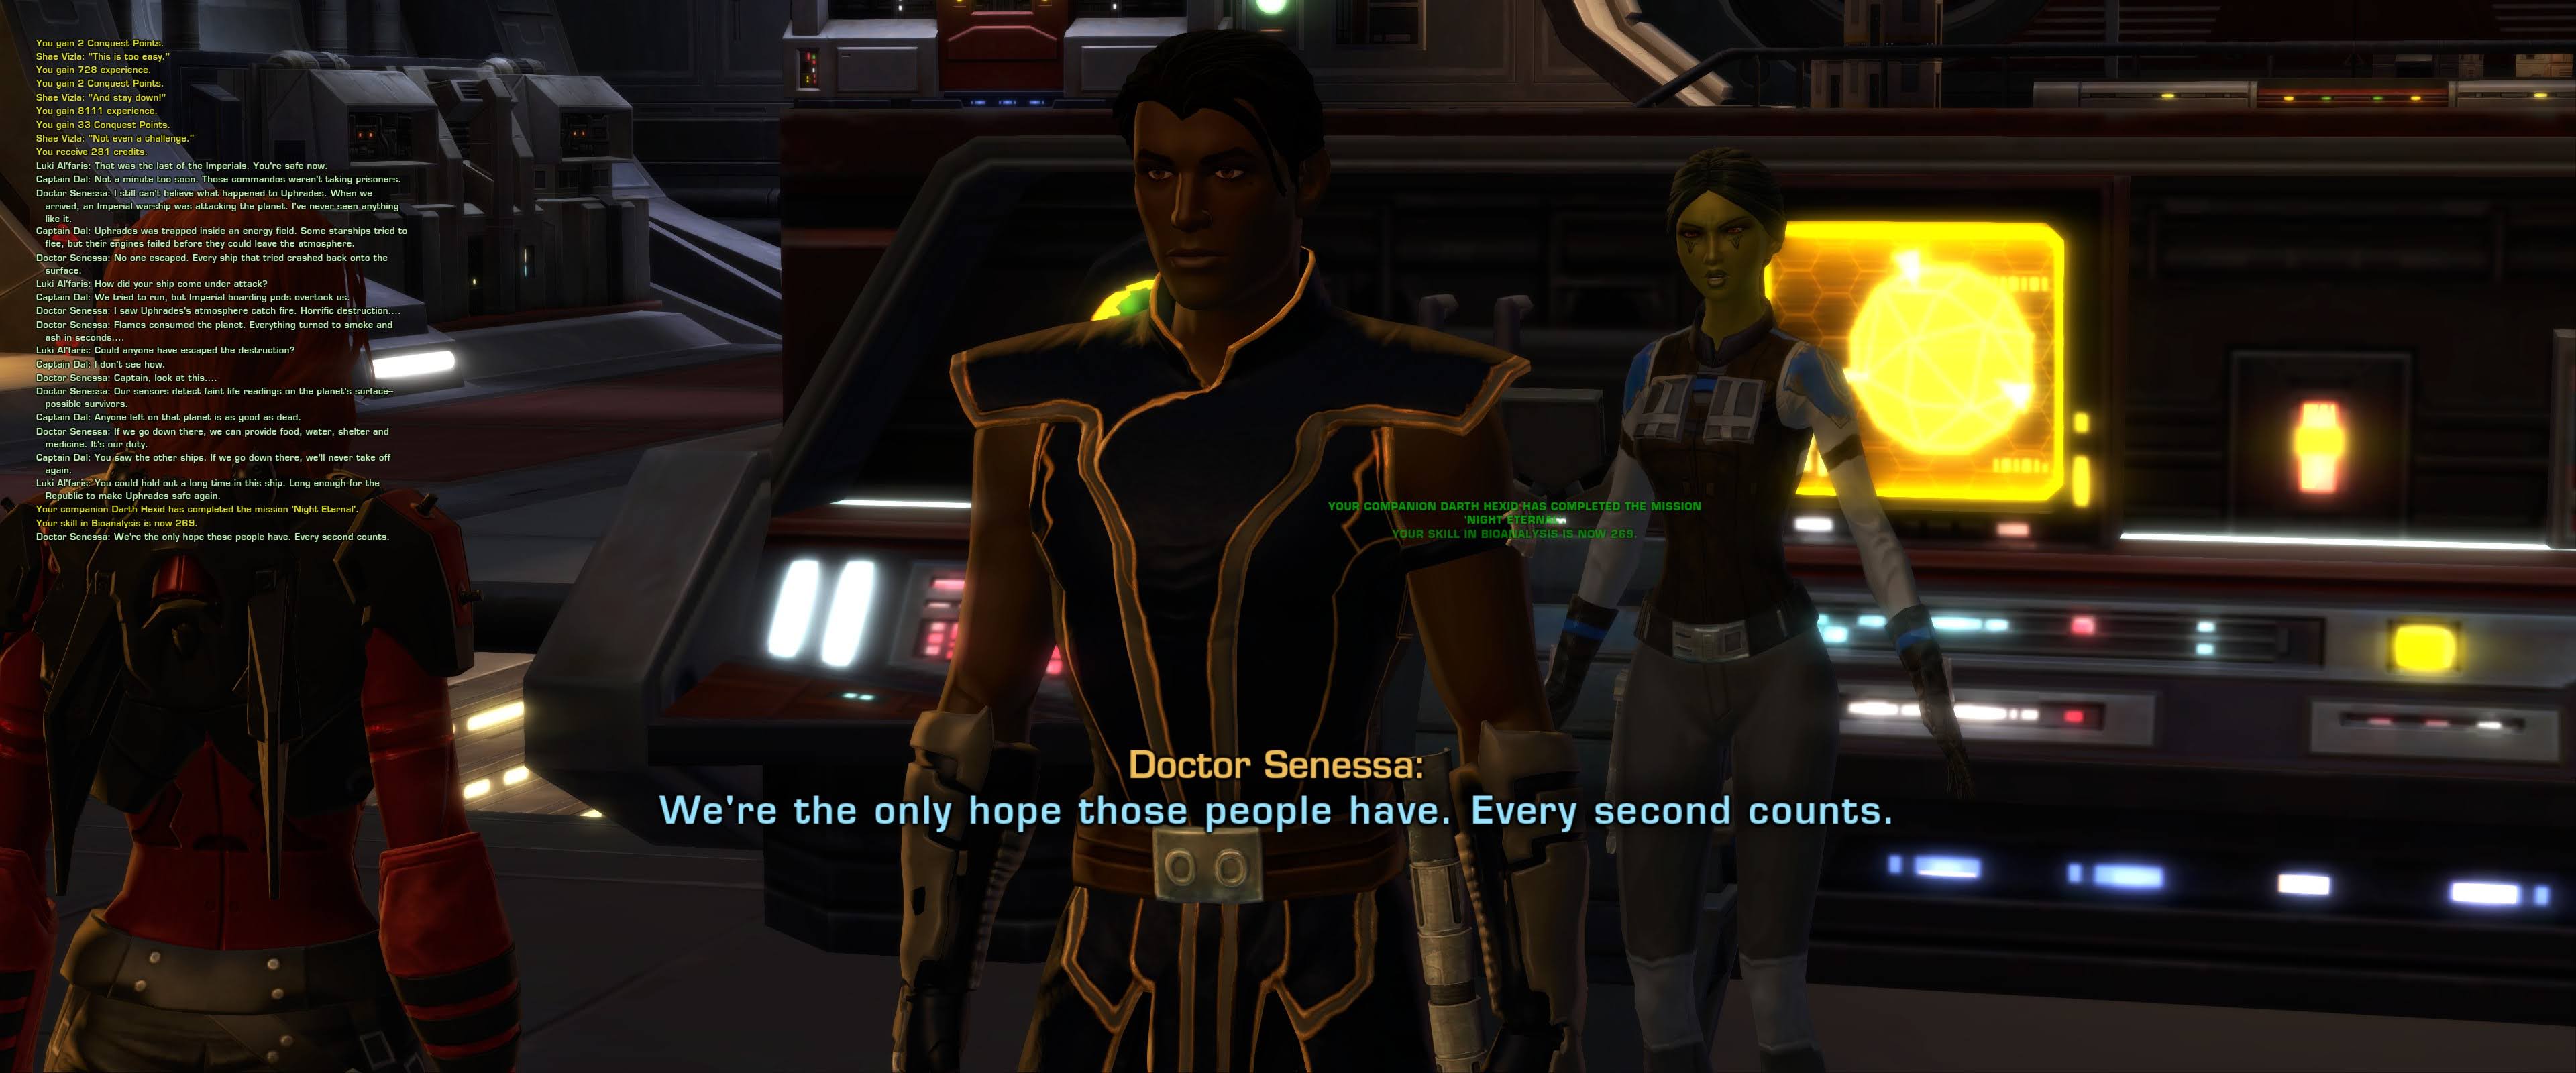 You gain 2 Conquest Points.
Shae Vizla: "This is too easy."
You gain 728 experience.
You gain 2 Conquest Points.
Shae Vizla: "And stay down!"
You gain 8111 experience.
You gain 33 Conquest Points.
Shae Vizla: "Not even a challenge."
You receive 281 credits.
Luki Al'faris: That was the last of the Imperials. You're safe now.
Captain Dal: Not a minute too soon. Those commandos weren't taking prisoners.
Doctor Senessa: I still can't believe what happened to Uphrades. When we
arrived, an Imperial warship was attacking the planet. I've never seen anything
like it.
Captain Dal: Uphrades was trapped inside an energy field. Some starships tried to
flee, but their engines failed before they could leave the atmosphere.
Doctor Senessa: No one escaped. Every ship that tried crashed back onto the
surface.
Luki Al'faris: How did your ship come under attack?
Captain Dal: We tried to run, but Imperial boarding pods overtook us.
Doctor Senessa: I saw Uphrades's atmosphere catch fire. Horrific destruction....
Doctor Senessa: Flames consumed the planet. Everything turned to smoke and
ash in seconds....
Luki Al'faris: Could anyone have escaped the destruction?
Captain Dal: I don't see how.
Doctor Senessa: Captain, look at this....
Doctor Senessa: Our sensors detect faint life readings on the planet's surface–
possible survivors.
Captain Dal: Anyone left on that planet is as good as dead.
Doctor Senessa: If we go down there, we can provide food, water, shelter and
medicine. It's our duty.
Captain Dal: You saw the other ships. If we go down there, we'll never take off
again.
Luki Al'faris: You could hold out a long time in this ship. Long enough for the
Republic to make Uphrades safe again.
Your companion Darth Hexid has completed the mission 'Night Eternal'.
Your skill in Bioanalysis is now 269.
Doctor Senessa: We're the only hope those people have. Every second counts.
YOUR COMPANION DARTH HEXID HAS COMPLETED THE MISSION
'NIGHT ETERNAL'.
YOUR SKILL IN BIOANALYSIS IS NOW 269.
Doctor Senessa:
We're the only hope those people have. Every second counts.